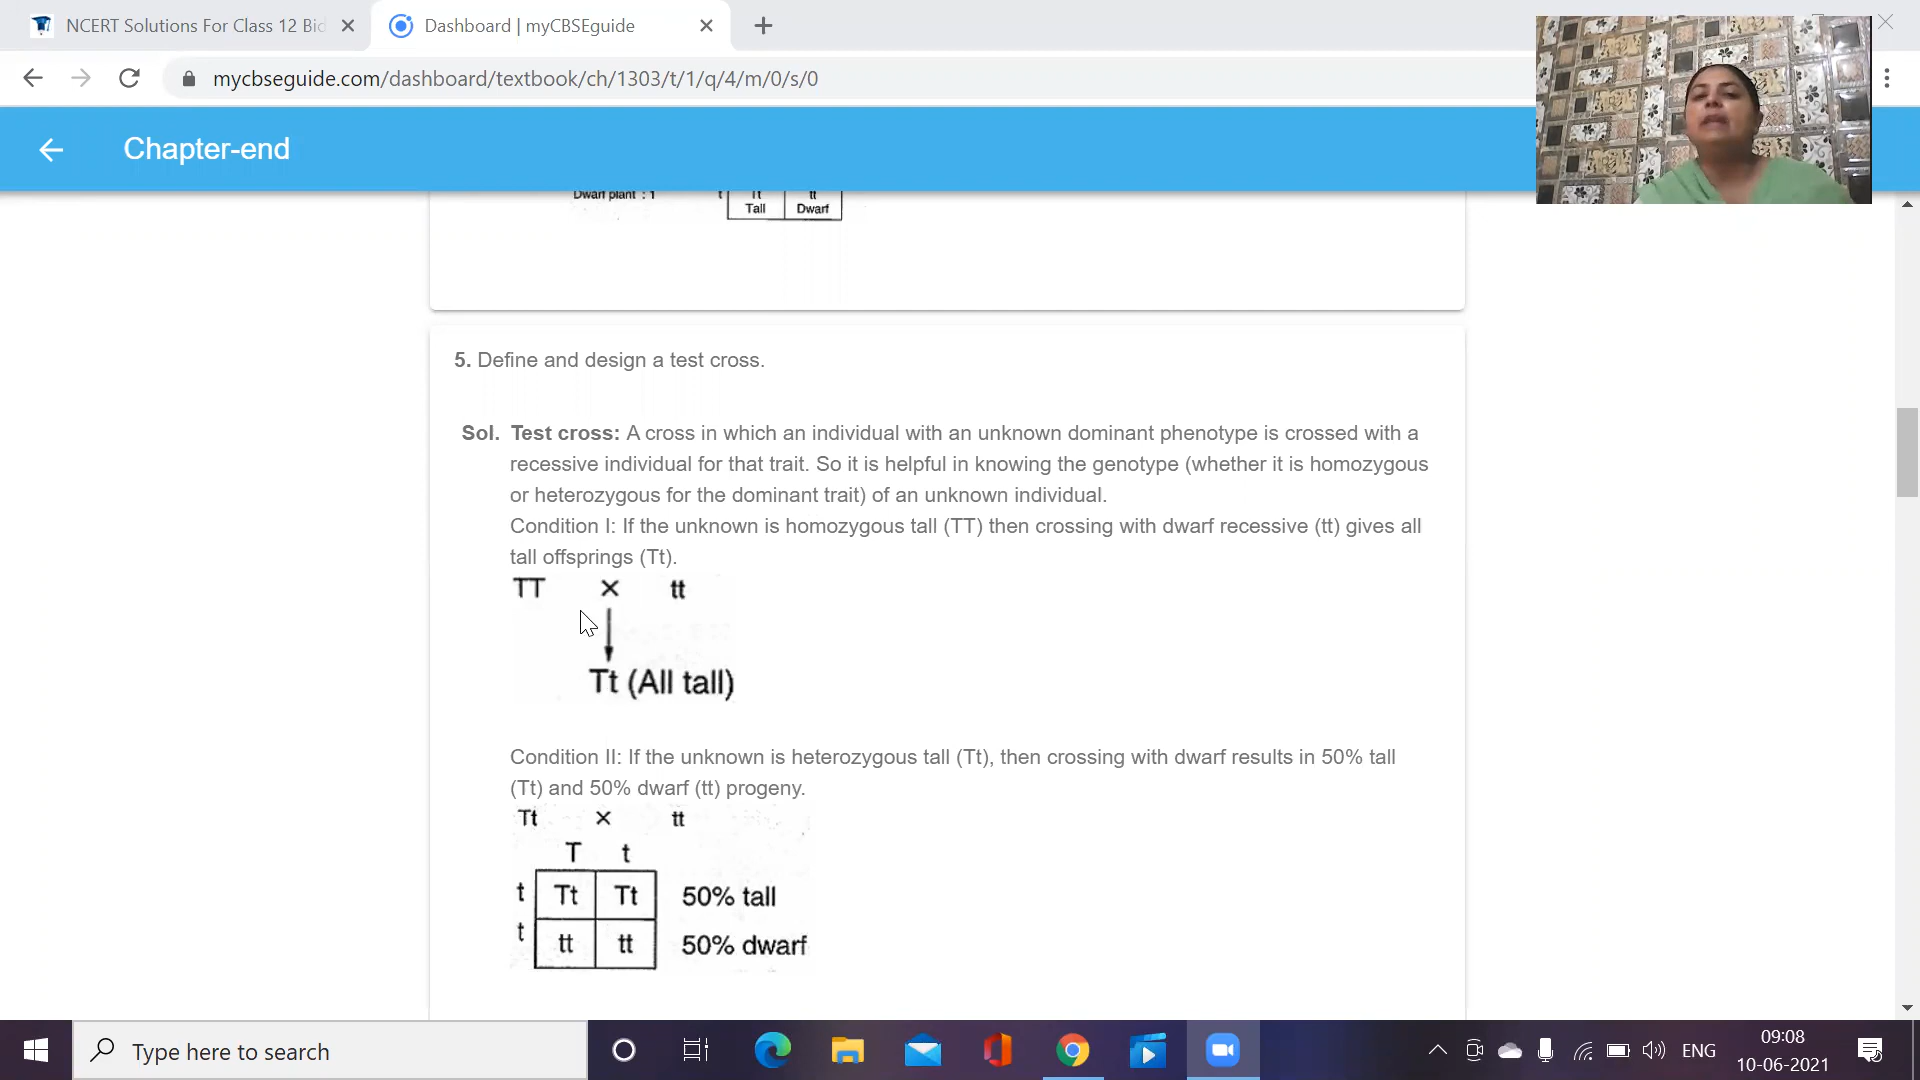 NCERT Solutions For Class 12 Bio
Dashboard | myCBSEguide
mycbseguide.com/dashboard/textbook/ch/1303/t/1/q/4/m/0/s/0
Chapter-end
Dwarf plant : 1 t Tt tt
Tall Dwarf
5. Define and design a test cross.
Sol. Test cross: A cross in which an individual with an unknown dominant phenotype is crossed with a
recessive individual for that trait. So it is helpful in knowing the genotype (whether it is homozygous
or heterozygous for the dominant trait) of an unknown individual.
Condition I: If the unknown is homozygous tall (TT) then crossing with dwarf recessive (tt) gives all
tall offsprings (Tt).
TT × tt
Tt (All tall)
Condition II: If the unknown is heterozygous tall (Tt), then crossing with dwarf results in 50% tall
(Tt) and 50% dwarf (tt) progeny.
Tt × tt
T t
t Tt Tt 50% tall
t tt tt 50% dwarf
Type here to search
ENG
09:08
10-06-2021